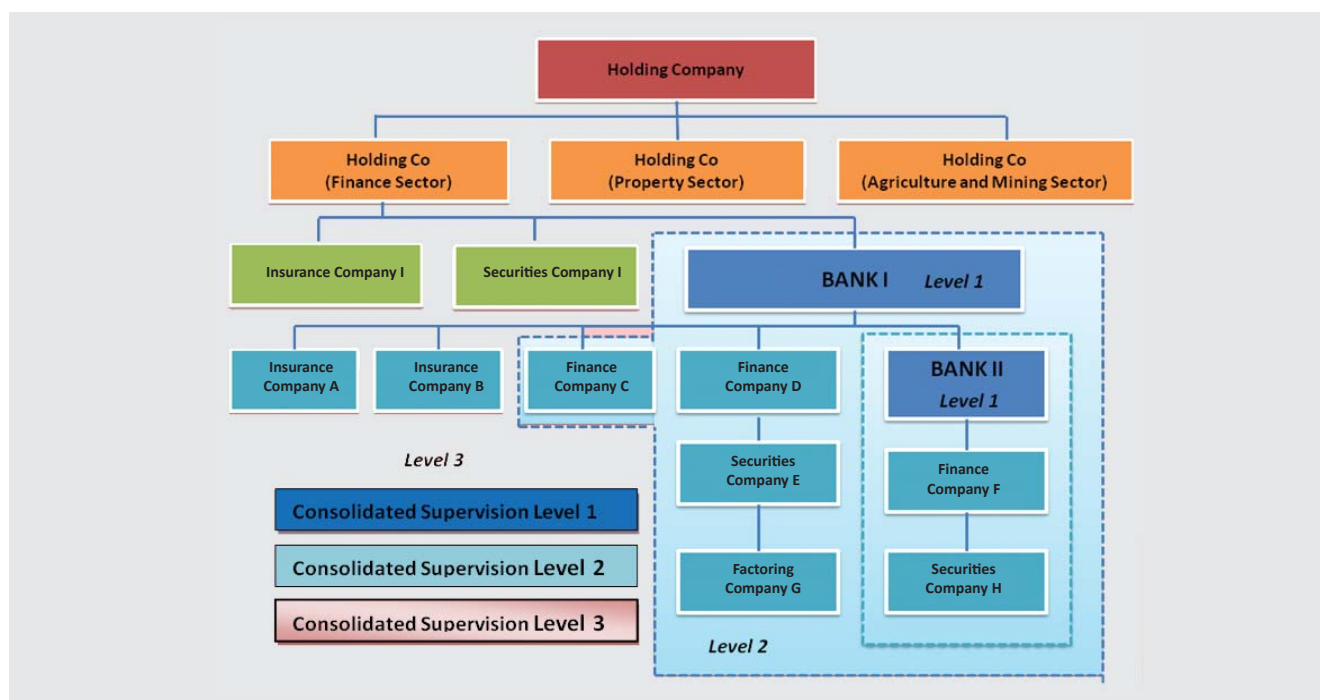 Holding Company
Holding Co
(Finance Sector)
Holding Co
(Property Sector)
Holding Co
(Agriculture and Mining Sector)
Insurance Company I
Securities Company I
BANK I Level 1
Insurance
Company A
Insurance
Company B
Finance
Company C
Finance
Company D
BANK II
Level 1
Level 3
Securities
Company E
Finance
Company F
Consolidated Supervision Level 1
Consolidated Supervision Level 2
Consolidated Supervision Level 3
Factoring
Company G
Securities
Company H
Level 2